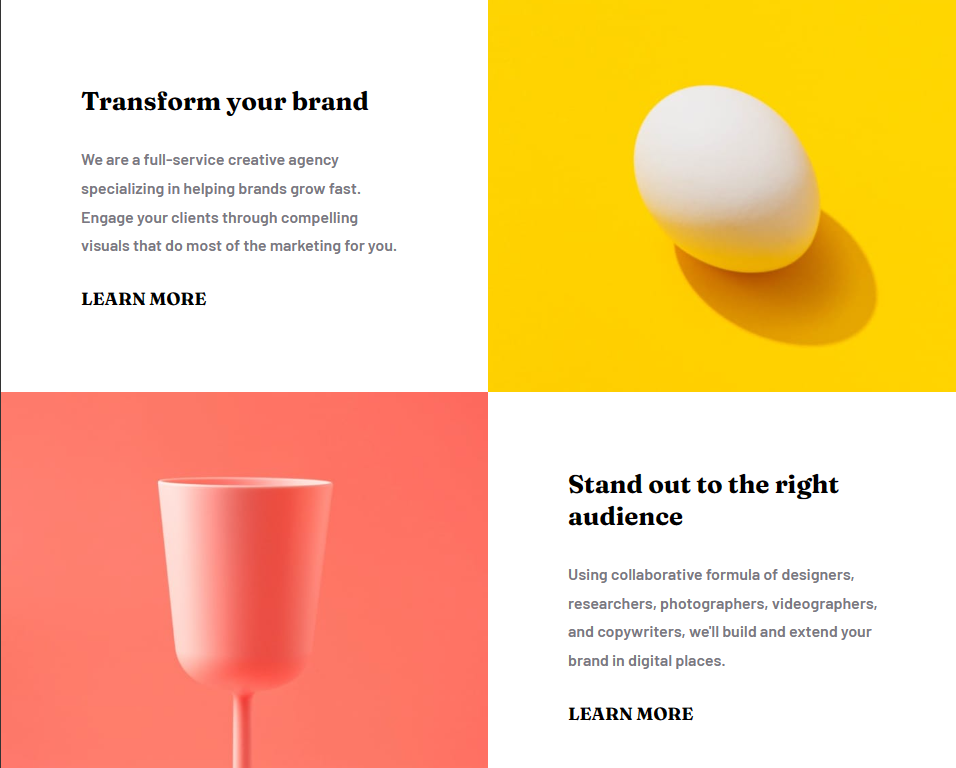 Transform your brand
We are a full-service creative agency
specializing in helping brands grow fast.
Engage your clients through compelling
visuals that do most of the marketing for you.
LEARN MORE
Stand out to the right
audience
Using collaborative formula of designers,
researchers, photographers, videographers,
and copywriters, we'll build and extend your
brand in digital places.
LEARN MORE